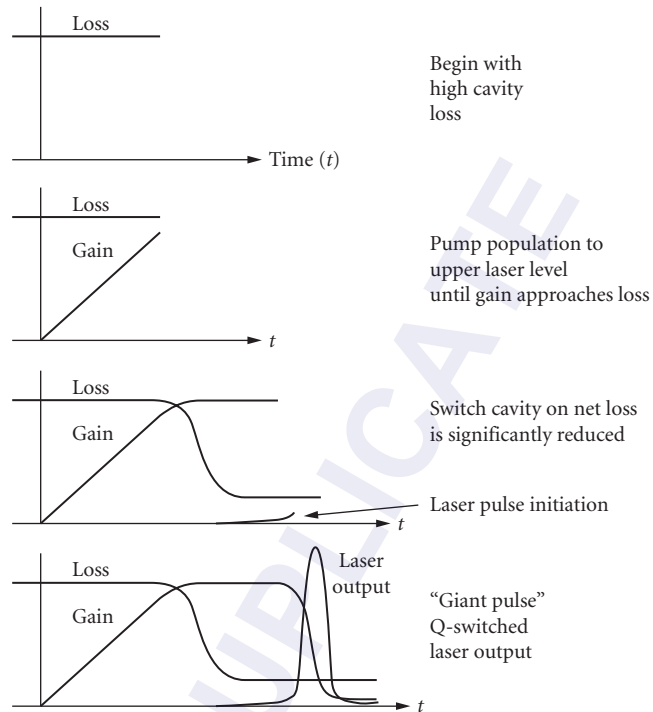 Loss
Begin with
high cavity
loss
Time (t)
Loss
Gain
Pump population to
upper laser level
until gain approaches loss
t
Loss
Gain
Switch cavity on net loss
is significantly reduced
Laser pulse initiation
t
Loss
Gain
Laser
output
“Giant pulse”
Q-switched
laser output
t
UPLICATE